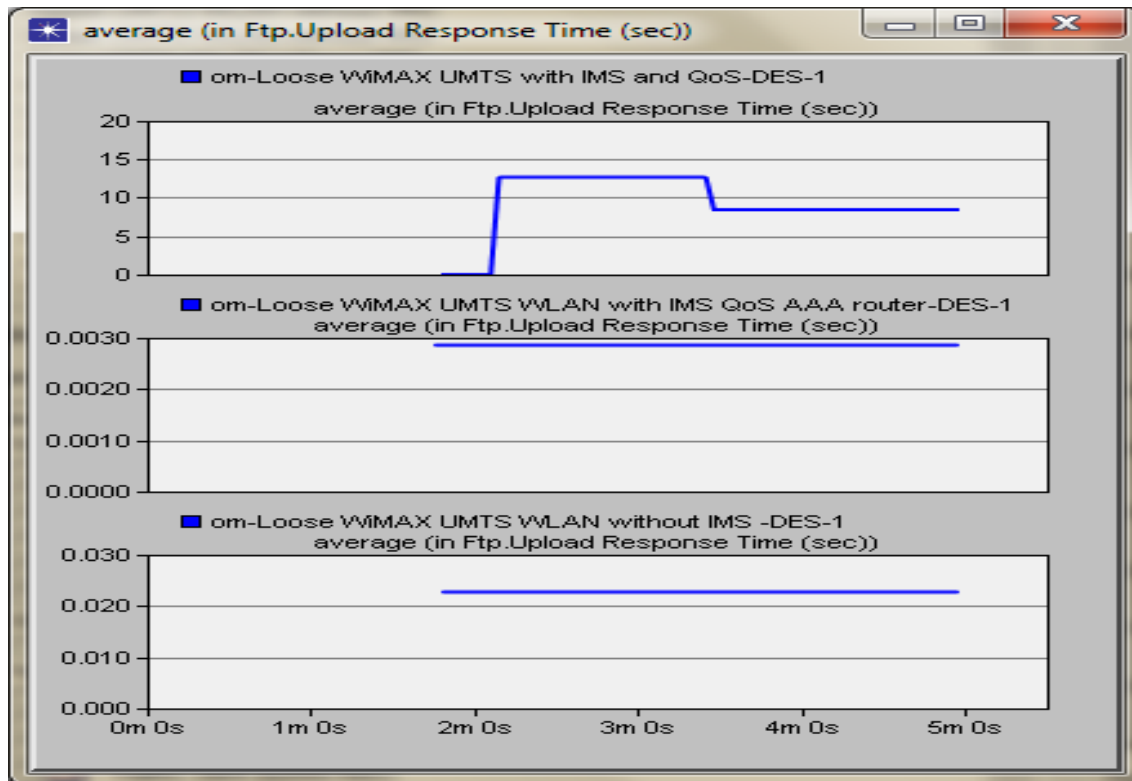 average (in Ftp.Upload Response Time (sec))
om-Loose WiMAX UMTS with IMS and QoS-DES-1
average (in Ftp.Upload Response Time (sec))
20
15
10
5
0
om-Loose WiMAX UMTS WLAN with IMS QoS AAA router-DES-1
average (in Ftp.Upload Response Time (sec))
0.0030
0.0020
0.0010
0.0000
om-Loose WiMAX UMTS WLAN without IMS -DES-1
average (in Ftp.Upload Response Time (sec))
0.030
0.020
0.010
0.000
0m 0s 1m 0s 2m 0s 3m 0s 4m 0s 5m 0s